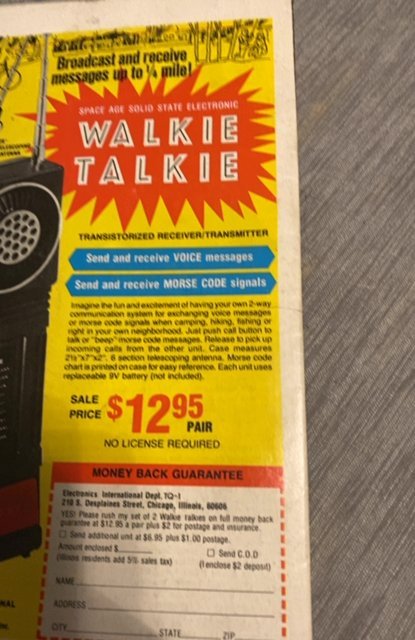 Broadcast and receive
messages up to ¼ mile!
SPACE AGE SOLID STATE ELECTRONIC
WALKIE
TALKIE
TRANSISTORIZED RECEIVER/TRANSMITTER
Send and receive VOICE messages
Send and receive MORSE CODE signals
Imagine the fun and excitement of having your own 2-way
communication system for exchanging voice messages
or morse code signals when camping, hiking, fishing or
right in your own neighborhood. Just push call button to
talk or "beep" morse code messages. Release to pick up
incoming calls from the other unit. Case measures
6 section telescoping antenna. Morse code
chart is printed on case for easy reference. Each unit uses
replaceable 9V battery (not included).
SALE
PRICE $12.95
PAIR
NO LICENSE REQUIRED
MONEY BACK GUARANTEE
Electronics International Dept. TQ-1
210 S. Desplaines Street, Chicago, Illinois, 60606
YES! Please rush my set of 2 Walkie Talkies on full money back
guarantee at $12.95 a pair plus $2 for postage and insurance.
Send additional unit at $6.95 plus $1.00 postage.
Amount enclosed $
Send C.O.D
(Illinois residents add 5% sales tax)
(I enclose $2 deposit)
NAME
ADDRESS
CITY STATE ZIP